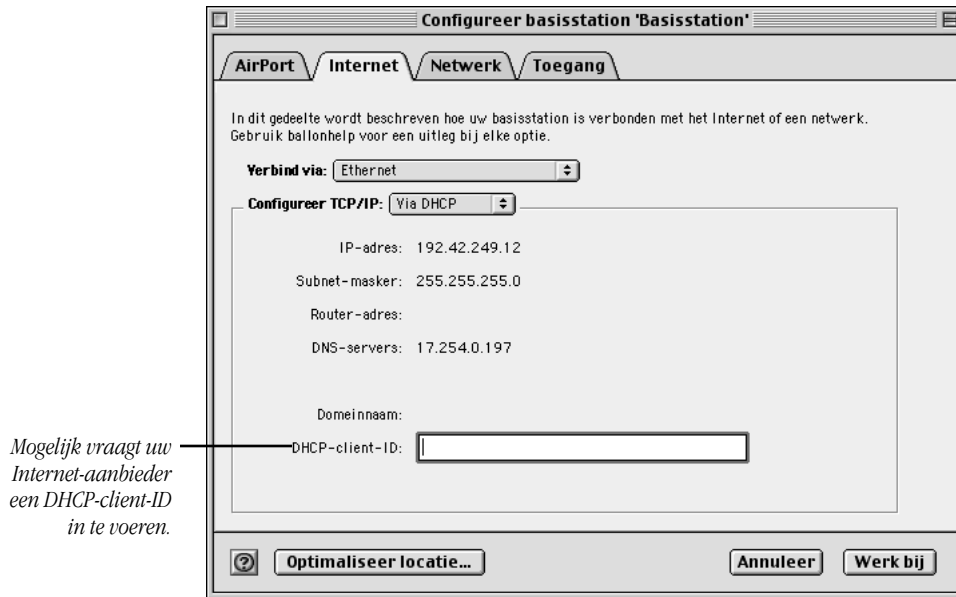 Configureer basisstation 'Basisstation'
AirPort Internet Netwerk Toegang
In dit gedeelte wordt beschreven hoe uw basisstation is verbonden met het Internet of een netwerk.
Gebruik ballonhelp voor een uitleg bij elke optie.
Verbind via: Ethernet
Configureer TCP/IP: Via DHCP
IP-adres: 192.42.249.12
Subnet-masker: 255.255.255.0
Router-adres:
DNS-servers: 17.254.0.197
Domeinnaam:
DHCP-client-ID:
Mogelijk vraagt uw
Internet-aanbieder
een DHCP-client-ID
in te voeren.
? Optimaliseer locatie... Annuleer Werk bij